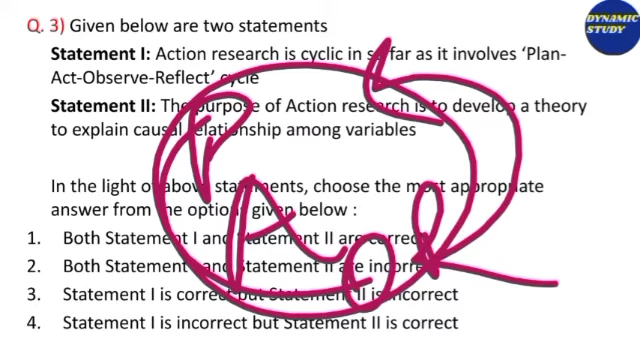 Q. 3) Given below are two statements
DYNAMIC
STUDY
Statement I: Action research is cyclic in so far as it involves ‘Plan-
Act-Observe-Reflect’ cycle
Statement II: The purpose of Action research is to develop a theory
to explain causal relationship among variables
In the light of above statements, choose the most appropriate
answer from the options given below :
1. Both Statement I and Statement II are correct
2. Both Statement I and Statement II are incorrect
3. Statement I is correct but Statement II is incorrect
4. Statement I is incorrect but Statement II is correct
P
A
O
R